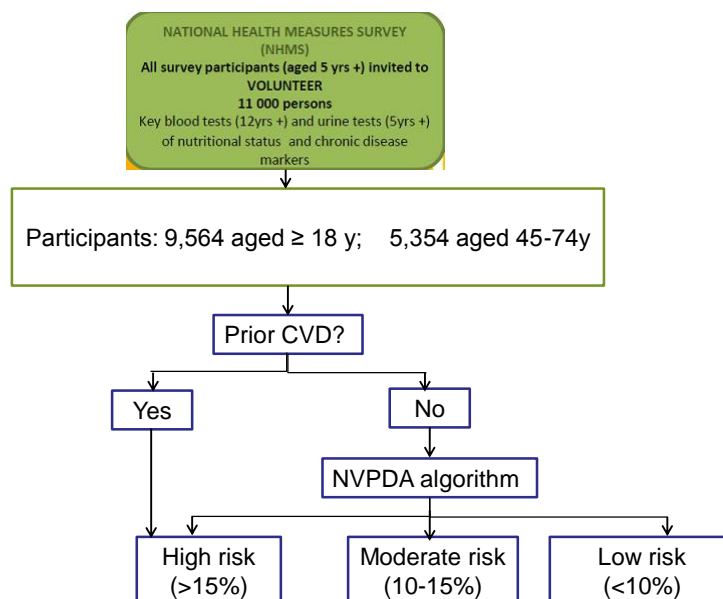 NATIONAL HEALTH MEASURES SURVEY
(NHMS)
All survey participants (aged 5 yrs +) invited to
VOLUNTEER
11 000 persons
Key blood tests (12yrs +) and urine tests (5yrs +)
of nutritional status and chronic disease
markers
Participants: 9,564 aged ≥ 18 y; 5,354 aged 45-74y
Prior CVD?
Yes
No
NVPDA algorithm
High risk
(>15%)
Moderate risk
(10-15%)
Low risk
(<10%)